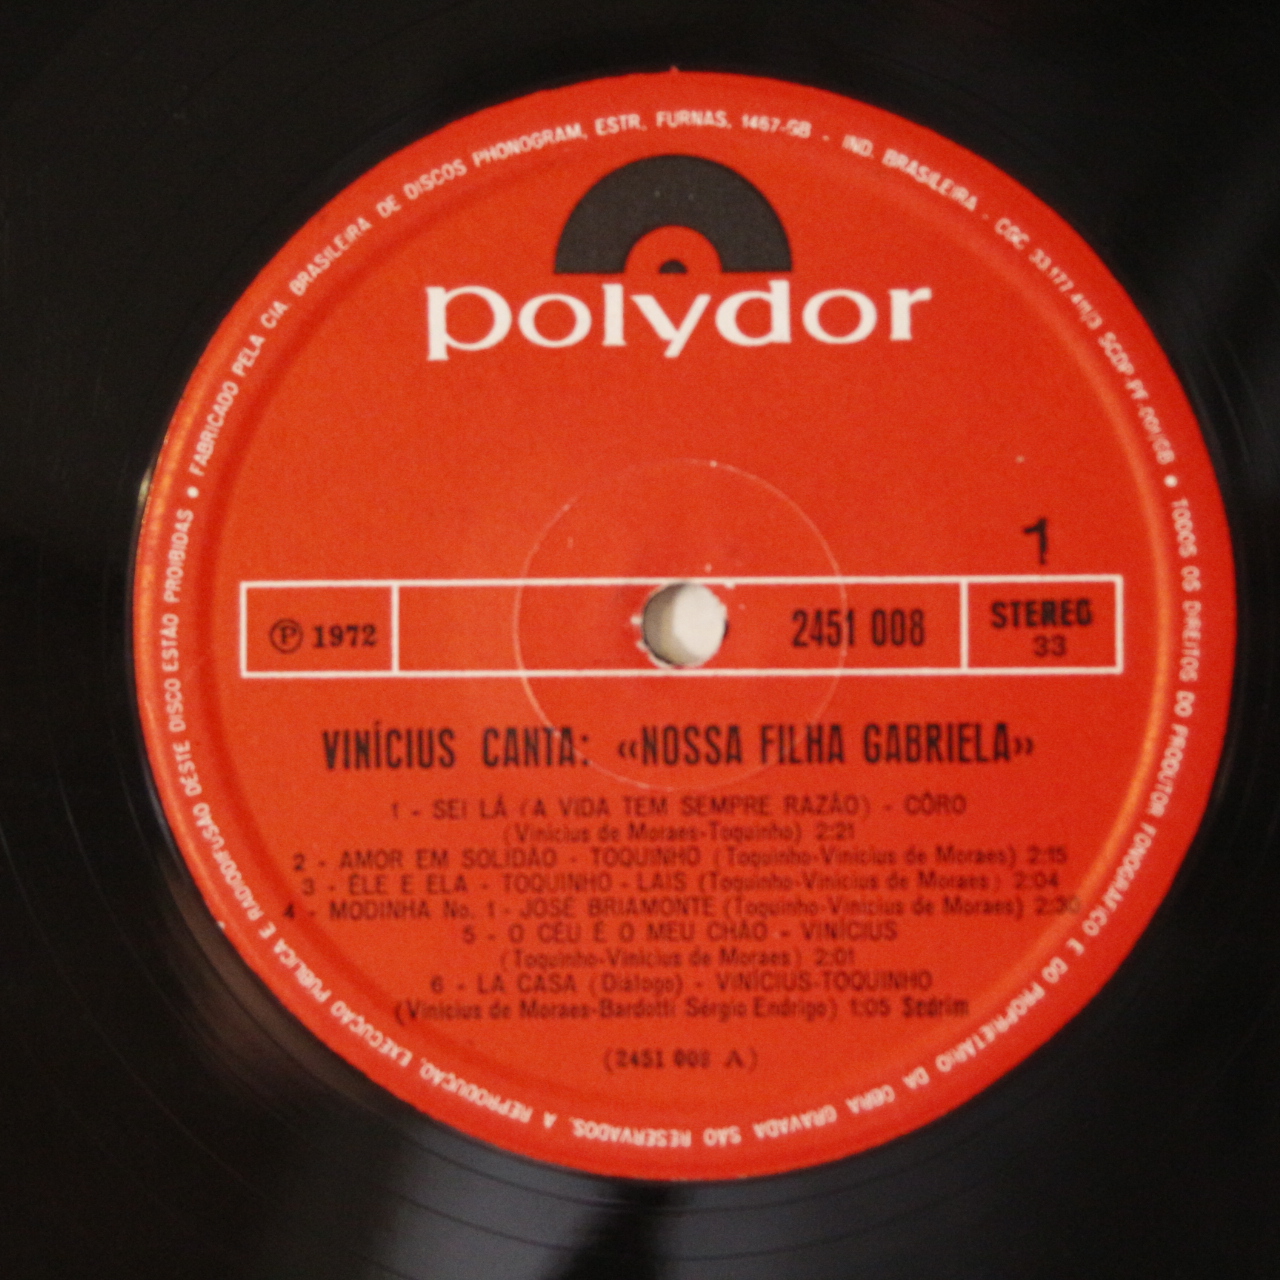 FABRICADO PELA CIA. BRASILEIRA DE DISCOS PHONOGRAM, ESTR. FURNAS, 1467-GB - IND. BRASILEIRA - CGC 33.177.411/3 SCDP-PF-001/GB • TODOS OS DIREITOS DO PRODUTOR FONOGRAFICO E DO PROPRIETARIO DA OBRA GRAVADA SÃO RESERVADOS. A REPRODUÇÃO, EXECUÇÃO PUBLICA E RADIODIFUSÃO DESTE DISCO ESTÃO PROIBIDAS •
polydor
1
Ⓟ 1972
2451 008
STEREO
33
VINÍCIUS CANTA: «NOSSA FILHA GABRIELA»
1 - SEI LÁ (A VIDA TEM SEMPRE RAZÃO) - CÔRO
(Vinicius de Moraes-Toquinho) 2:21
2 - AMOR EM SOLIDÃO - TOQUINHO (Toquinho-Vinicius de Moraes) 2:15
3 - ÊLE E ELA - TOQUINHO - LAIS (Toquinho-Vinicius de Moraes) 2:04
4 - MODINHA No. 1 - JOSÉ BRIAMONTE (Toquinho-Vinicius de Moraes) 2:30
5 - O CÉU É O MEU CHÃO - VINÍCIUS
(Toquinho-Vinicius de Moraes) 2:01
6 - LA CASA (Diálogo) - VINÍCIUS-TOQUINHO
(Vinicius de Moraes-Bardotti Sérgio Endrigo) 1:05 Sedrim
(2451 008 A)